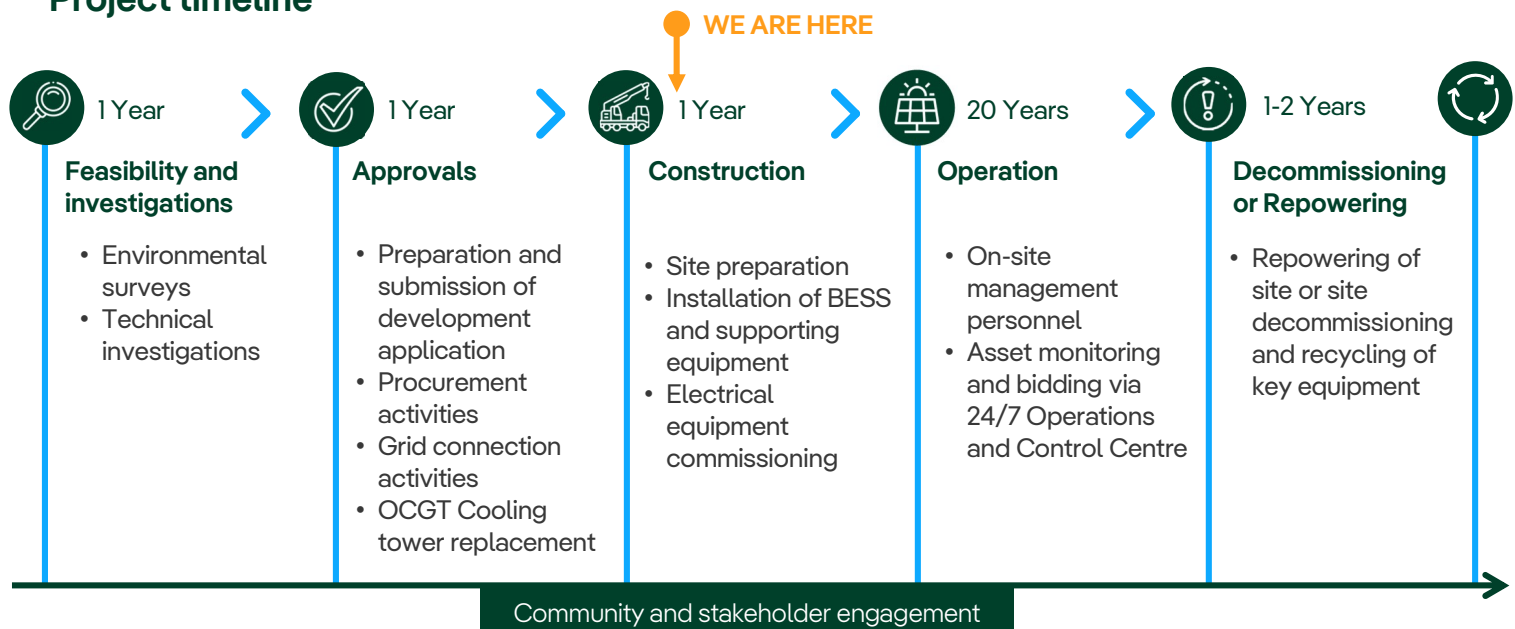 Project timeline
WE ARE HERE
1 Year
Feasibility and
investigations
• Environmental
surveys
• Technical
investigations
1 Year
Approvals
• Preparation and
submission of
development
application
• Procurement
activities
• Grid connection
activities
• OCGT Cooling
tower replacement
1 Year
Construction
• Site preparation
• Installation of BESS
and supporting
equipment
• Electrical
equipment
commissioning
20 Years
Operation
• On-site
management
personnel
• Asset monitoring
and bidding via
24/7 Operations
and Control Centre
1-2 Years
Decommissioning
or Repowering
• Repowering of
site or site
decommissioning
and recycling of
key equipment
Community and stakeholder engagement